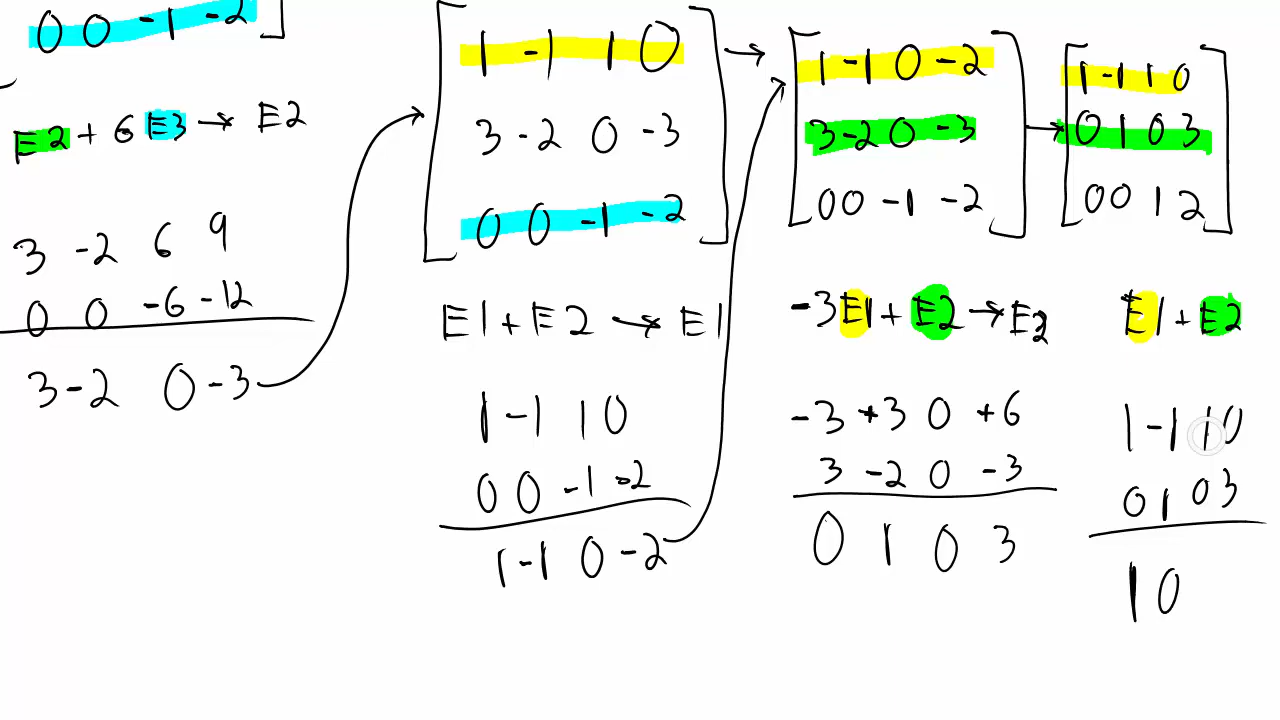 0 0 -1 -2
E2 + 6 E3 → E2
3 -2 6 9
0 0 -6 -12
3 -2 0 -3
1 -1 1 0
3 -2 0 -3
0 0 -1 -2
E1 + E2 → E1
1 -1 1 0
0 0 -1 -2
1 -1 0 -2
1 -1 0 -2
3 -2 0 -3
0 0 -1 -2
-3E1 + E2 → E2
-3 +3 0 +6
3 -2 0 -3
0 1 0 3
1 -1 1 0
0 1 0 3
0 0 1 2
E1 + E2
1 -1 1 0
0 1 0 3
1 0